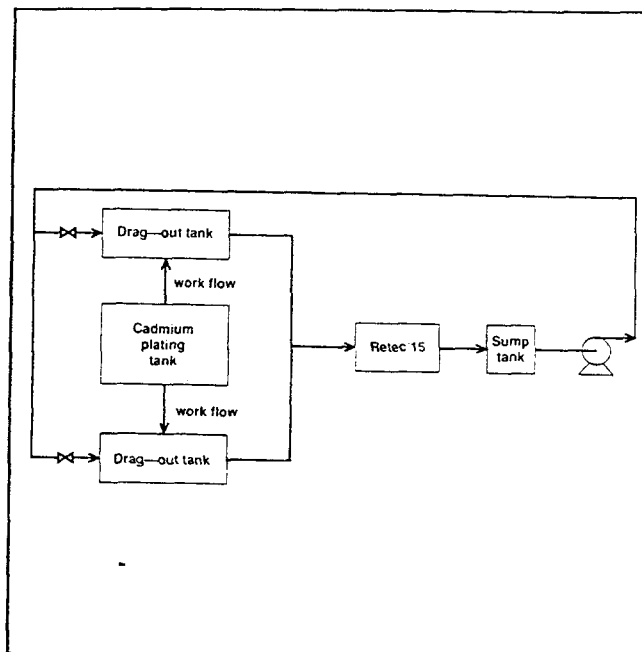 Drag—out tank
work flow
Cadmium
plating
tank
work flow
Drag—out tank
Retec 15
Sump
tank